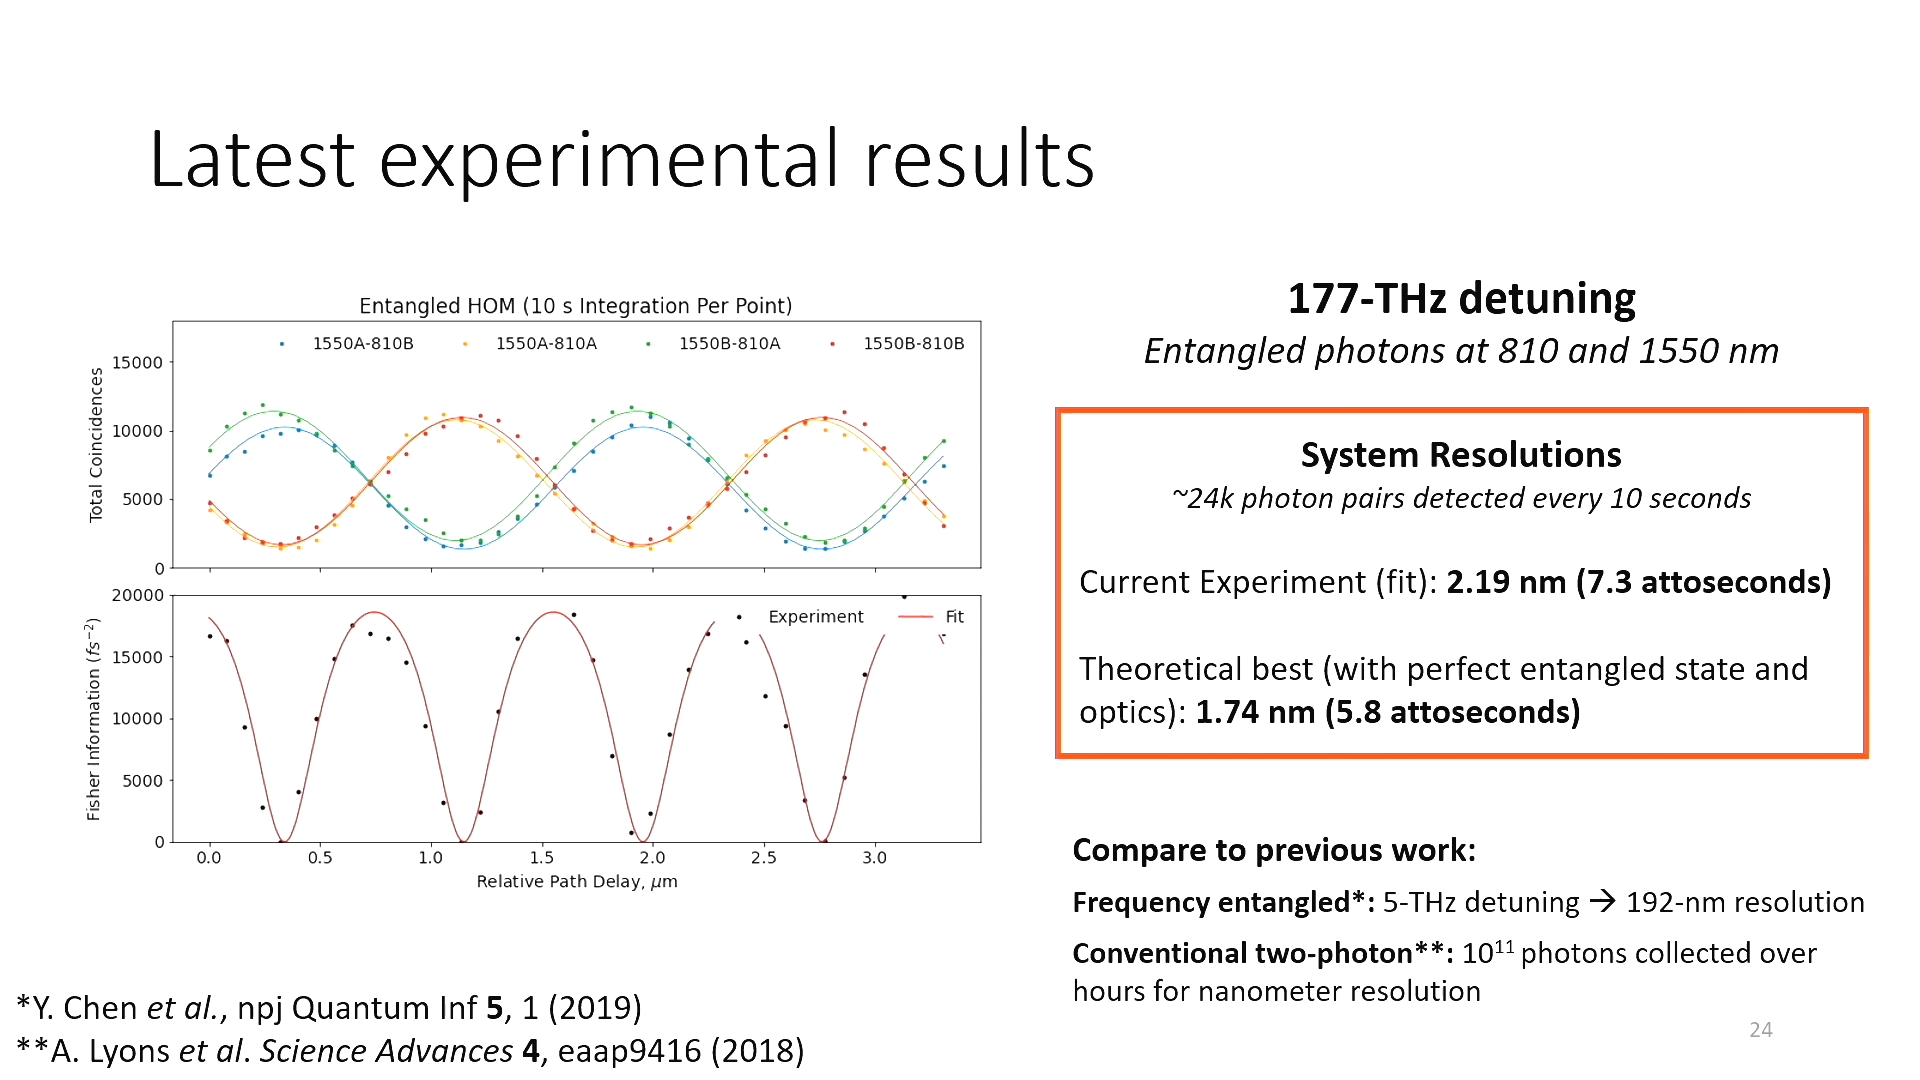 Latest experimental results
Entangled HOM (10 s Integration Per Point)
1550A-810B
1550A-810A
1550B-810A
1550B-810B
Total Coincidences
15000
10000
5000
0
20000
15000
10000
5000
0
Fisher Information (fs⁻²)
Experiment
Fit
0.0
0.5
1.0
1.5
2.0
2.5
3.0
Relative Path Delay, μm
177-THz detuning
Entangled photons at 810 and 1550 nm
System Resolutions
~24k photon pairs detected every 10 seconds
Current Experiment (fit): 2.19 nm (7.3 attoseconds)
Theoretical best (with perfect entangled state and
optics): 1.74 nm (5.8 attoseconds)
Compare to previous work:
Frequency entangled*: 5-THz detuning → 192-nm resolution
Conventional two-photon**: 10¹¹ photons collected over
hours for nanometer resolution
*Y. Chen et al., npj Quantum Inf 5, 1 (2019)
**A. Lyons et al. Science Advances 4, eaap9416 (2018)
24